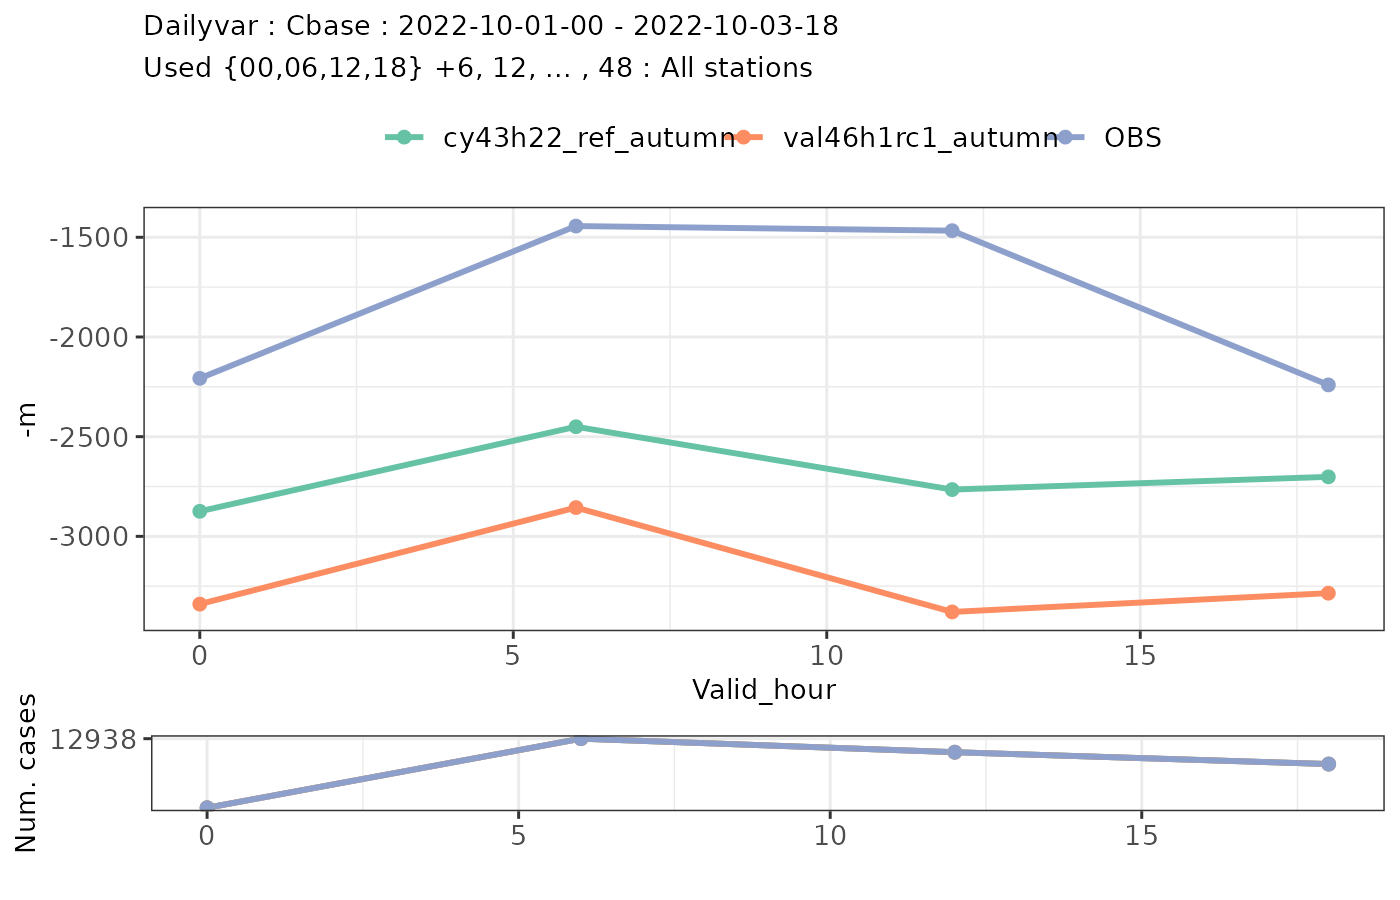 Dailyvar : Cbase : 2022-10-01-00 - 2022-10-03-18
Used {00,06,12,18} +6, 12, ... , 48 : All stations
cy43h22_ref_autumn val46h1rc1_autumn OBS
-1500
-2000
-2500
-3000
-m
0 5 10 15
Valid_hour
Num. cases
12938
0 5 10 15